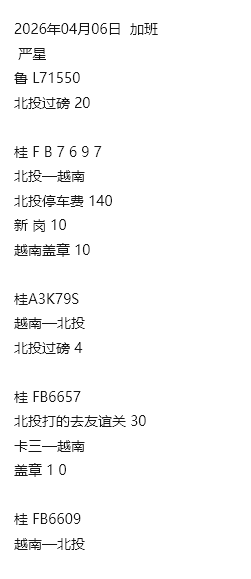 2026年04月06日  加班
严星
鲁 L71550
北投过磅 20
桂 F B 7 6 9 7
北投—越南
北投停车费 140
新 岗 10
越南盖章 10
桂A3K79S
越南—北投
北投过磅 4
桂 FB6657
北投打的去友谊关 30
卡三—越南
盖章 1 0
桂 FB6609
越南—北投